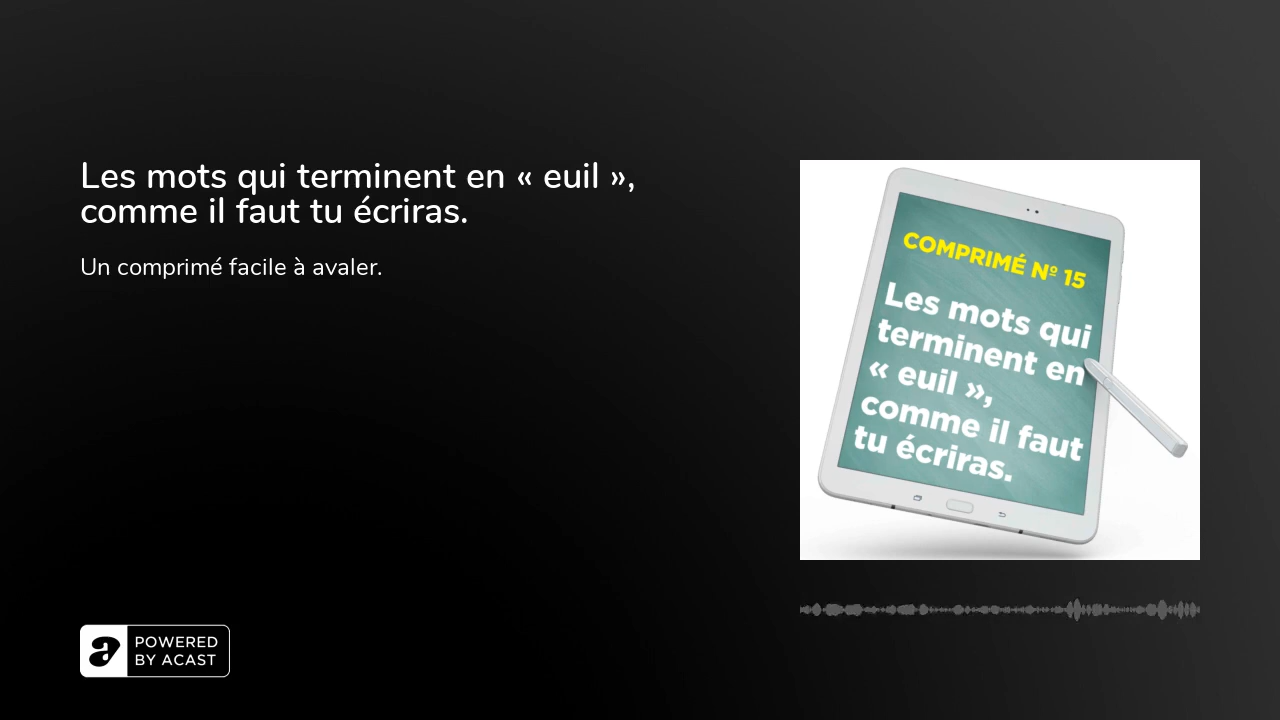 Les mots qui terminent en « euil »,
comme il faut tu écriras.
Un comprimé facile à avaler.
COMPRIMÉ Nº 15
Les mots qui
terminent en
« euil »,
comme il faut
tu écriras.
a POWERED
BY ACAST